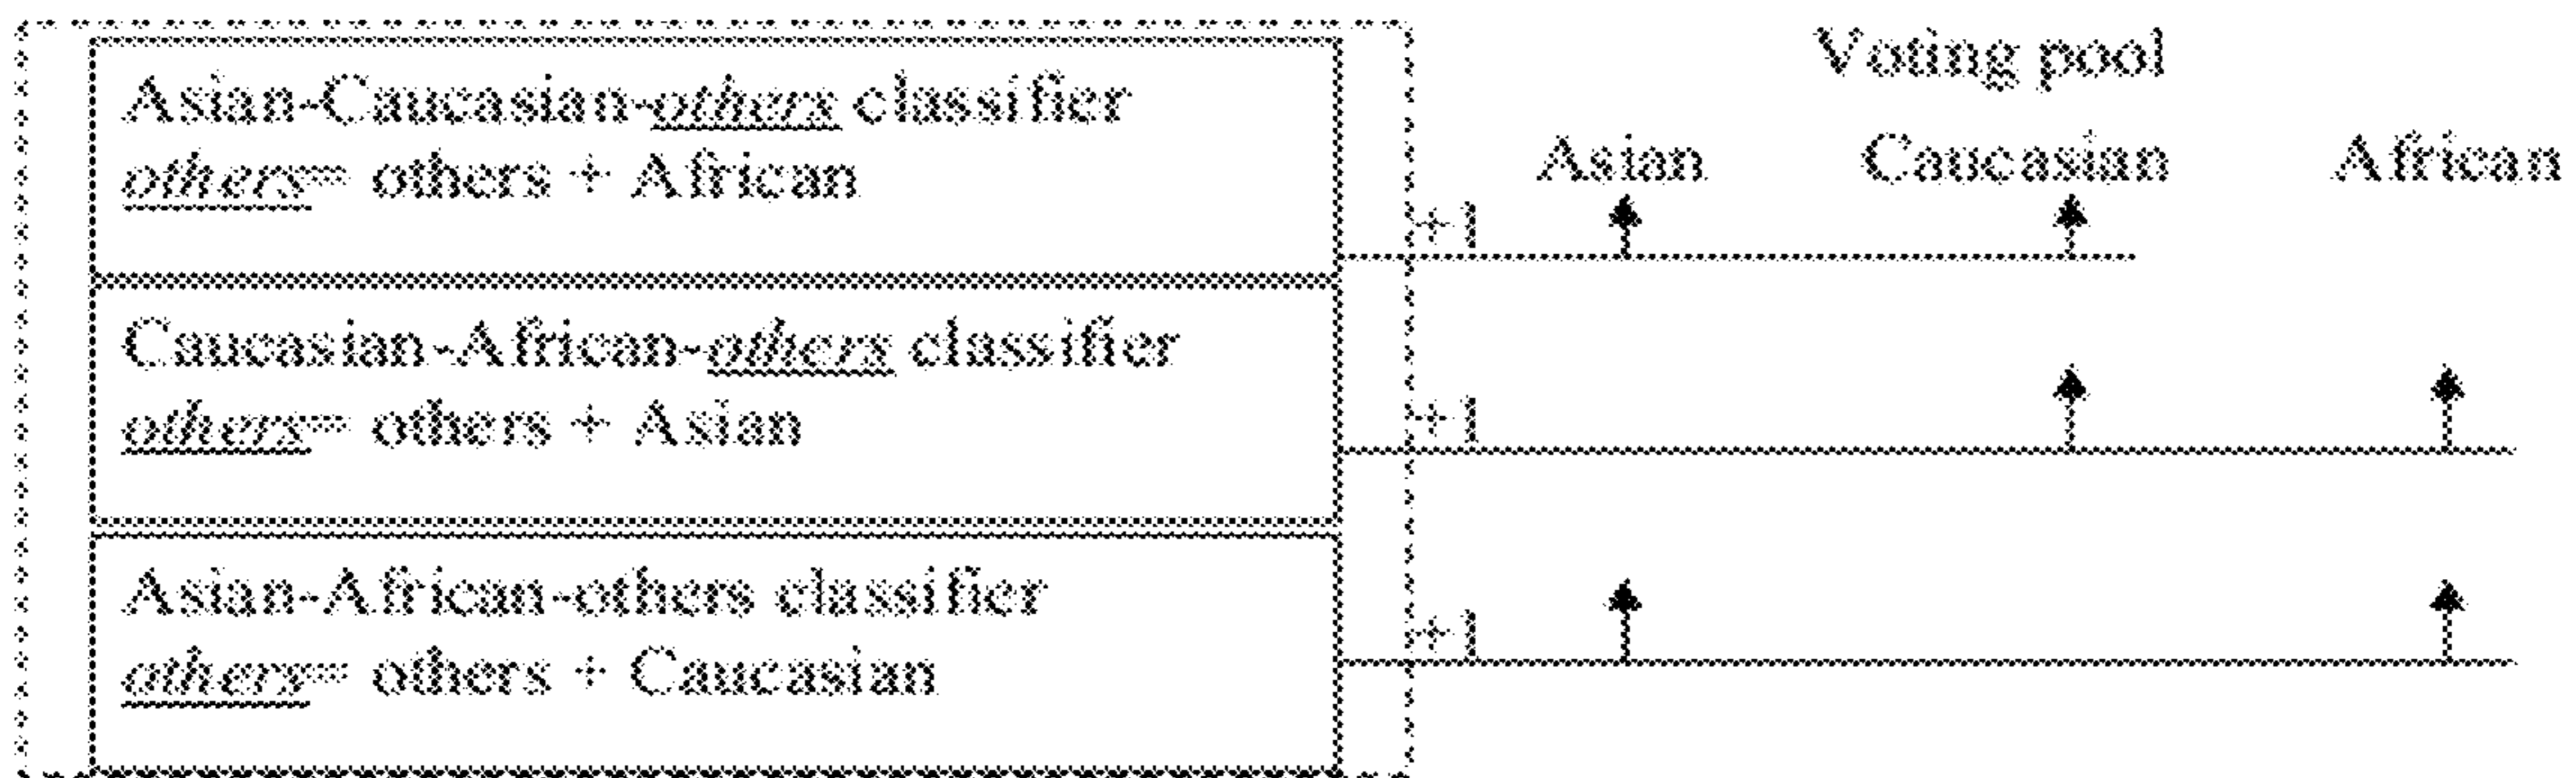 Asian-Caucasian-others classifier
others= others + African
Caucasian-African-others classifier
others= others + Asian
Asian-African-others classifier
others= others + Caucasian
Voting pool
Asian Caucasian African
+1
+1
+1